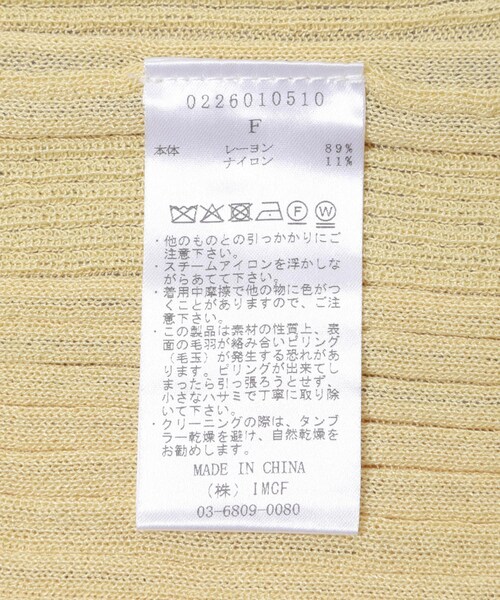 0226010510
F
本体 レーヨン 89%
ナイロン 11%
F W
・他のものとの引っかかりにご
注意下さい。
・スチームアイロンを浮かしな
がらあてて下さい。
・着用中摩擦で他の物に色がつ
くことがありますので、ご注
意下さい。
・この製品は素材の性質上、表
面の毛羽が絡み合いピリング
(毛玉)が発生する恐れがあ
ります。ピリングが出来てし
まったら引っ張ろうとせず、
小さなハサミで丁寧に取り除
いて下さい。
・クリーニングの際は、タンブ
ラー乾燥を避け、自然乾燥を
お勧めします。
MADE IN CHINA
(株) IMCF
03-6809-0080